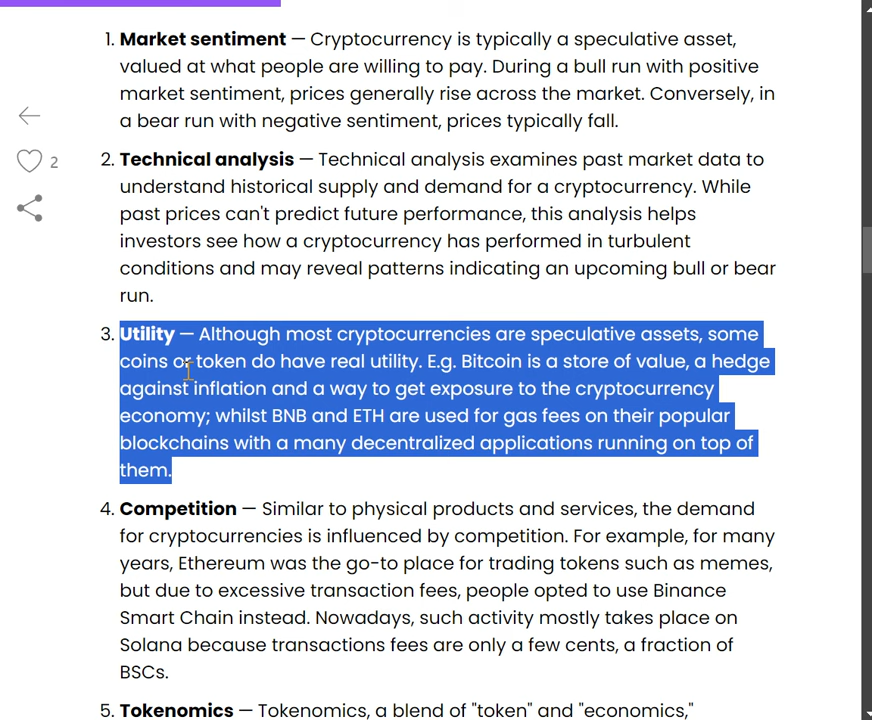 1. Market sentiment — Cryptocurrency is typically a speculative asset,
valued at what people are willing to pay. During a bull run with positive
market sentiment, prices generally rise across the market. Conversely, in
a bear run with negative sentiment, prices typically fall.
2. Technical analysis — Technical analysis examines past market data to
understand historical supply and demand for a cryptocurrency. While
past prices can't predict future performance, this analysis helps
investors see how a cryptocurrency has performed in turbulent
conditions and may reveal patterns indicating an upcoming bull or bear
run.
3. Utility — Although most cryptocurrencies are speculative assets, some
coins or token do have real utility. E.g. Bitcoin is a store of value, a hedge
against inflation and a way to get exposure to the cryptocurrency
economy; whilst BNB and ETH are used for gas fees on their popular
blockchains with a many decentralized applications running on top of
them.
4. Competition — Similar to physical products and services, the demand
for cryptocurrencies is influenced by competition. For example, for many
years, Ethereum was the go-to place for trading tokens such as memes,
but due to excessive transaction fees, people opted to use Binance
Smart Chain instead. Nowadays, such activity mostly takes place on
Solana because transactions fees are only a few cents, a fraction of
BSCs.
5. Tokenomics — Tokenomics, a blend of "token" and "economics,"
2